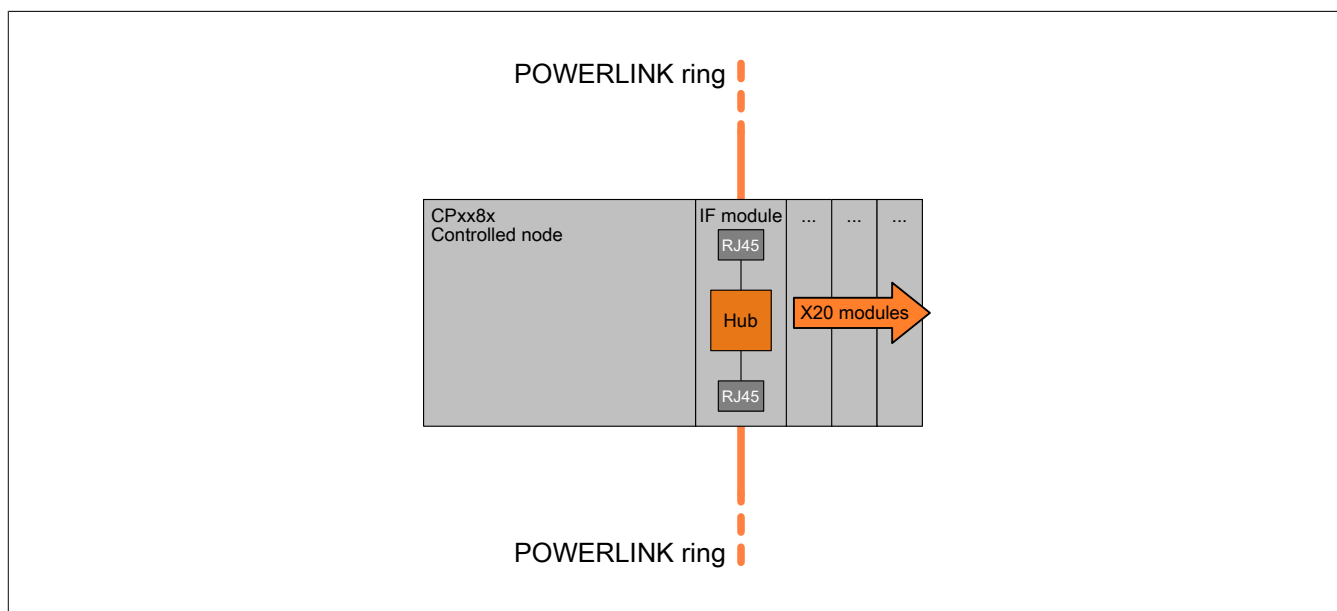 POWERLINK ring
CPxx8x
Controlled node
IF module
...
...
...
RJ45
Hub
X20 modules
RJ45
POWERLINK ring